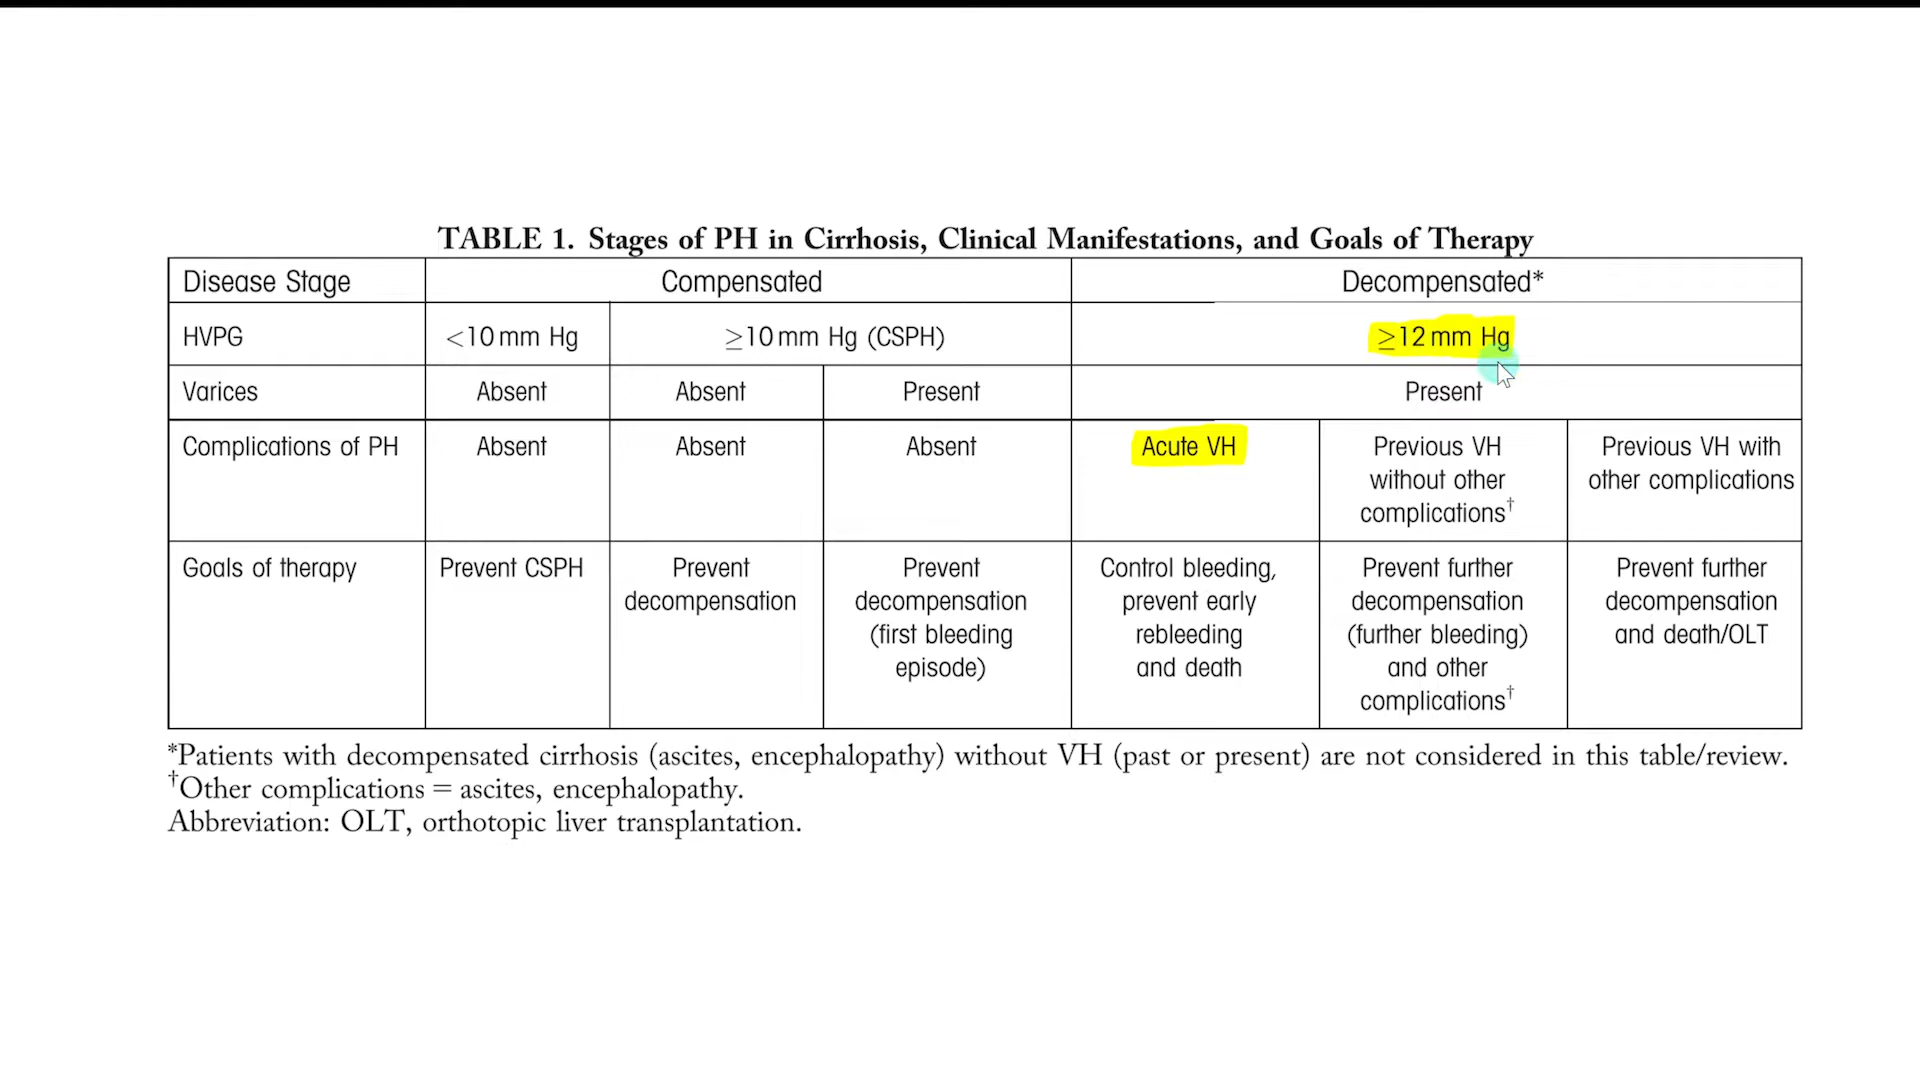 TABLE 1. Stages of PH in Cirrhosis, Clinical Manifestations, and Goals of Therapy
Disease Stage Compensated Decompensated*
HVPG <10 mm Hg ≥10 mm Hg (CSPH) ≥12 mm Hg
Varices Absent Absent Present Present
Complications of PH Absent Absent Absent Acute VH Previous VH Previous VH with
without other other complications
complications†
Goals of therapy Prevent CSPH Prevent Prevent Control bleeding, Prevent further Prevent further
decompensation decompensation prevent early decompensation decompensation
(first bleeding rebleeding (further bleeding) and death/OLT
episode) and death and other
complications†
*Patients with decompensated cirrhosis (ascites, encephalopathy) without VH (past or present) are not considered in this table/review.
†Other complications = ascites, encephalopathy.
Abbreviation: OLT, orthotopic liver transplantation.